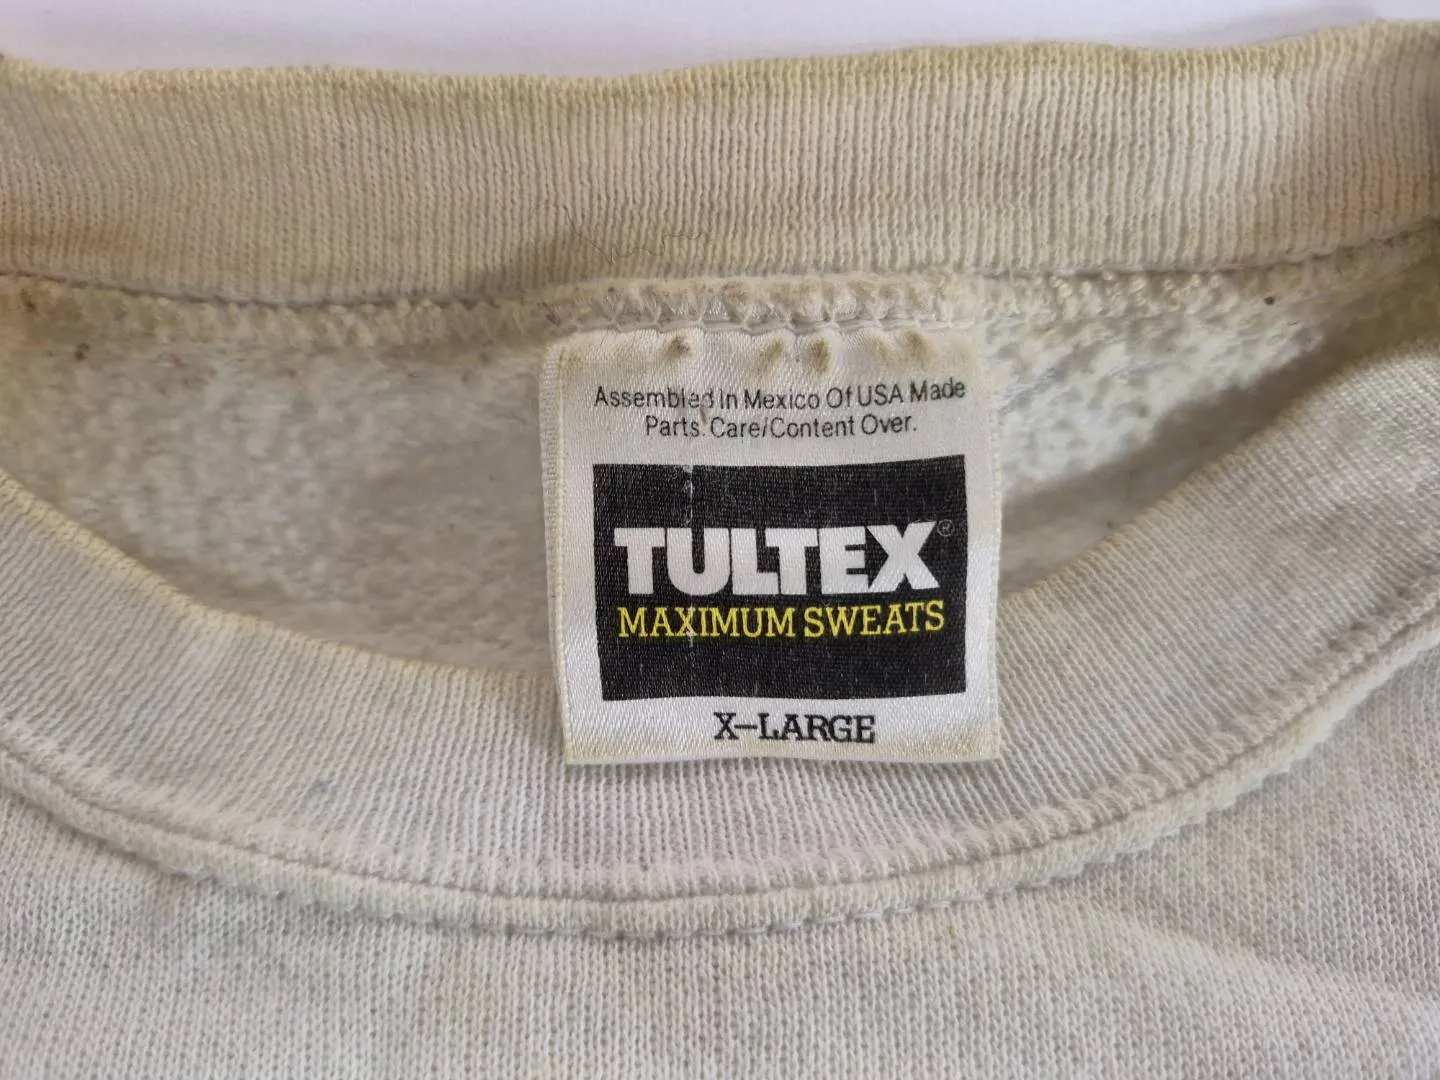 Assembled In Mexico Of USA Made
Parts. Care/Content Over.
TULTEX®
MAXIMUM SWEATS
X-LARGE